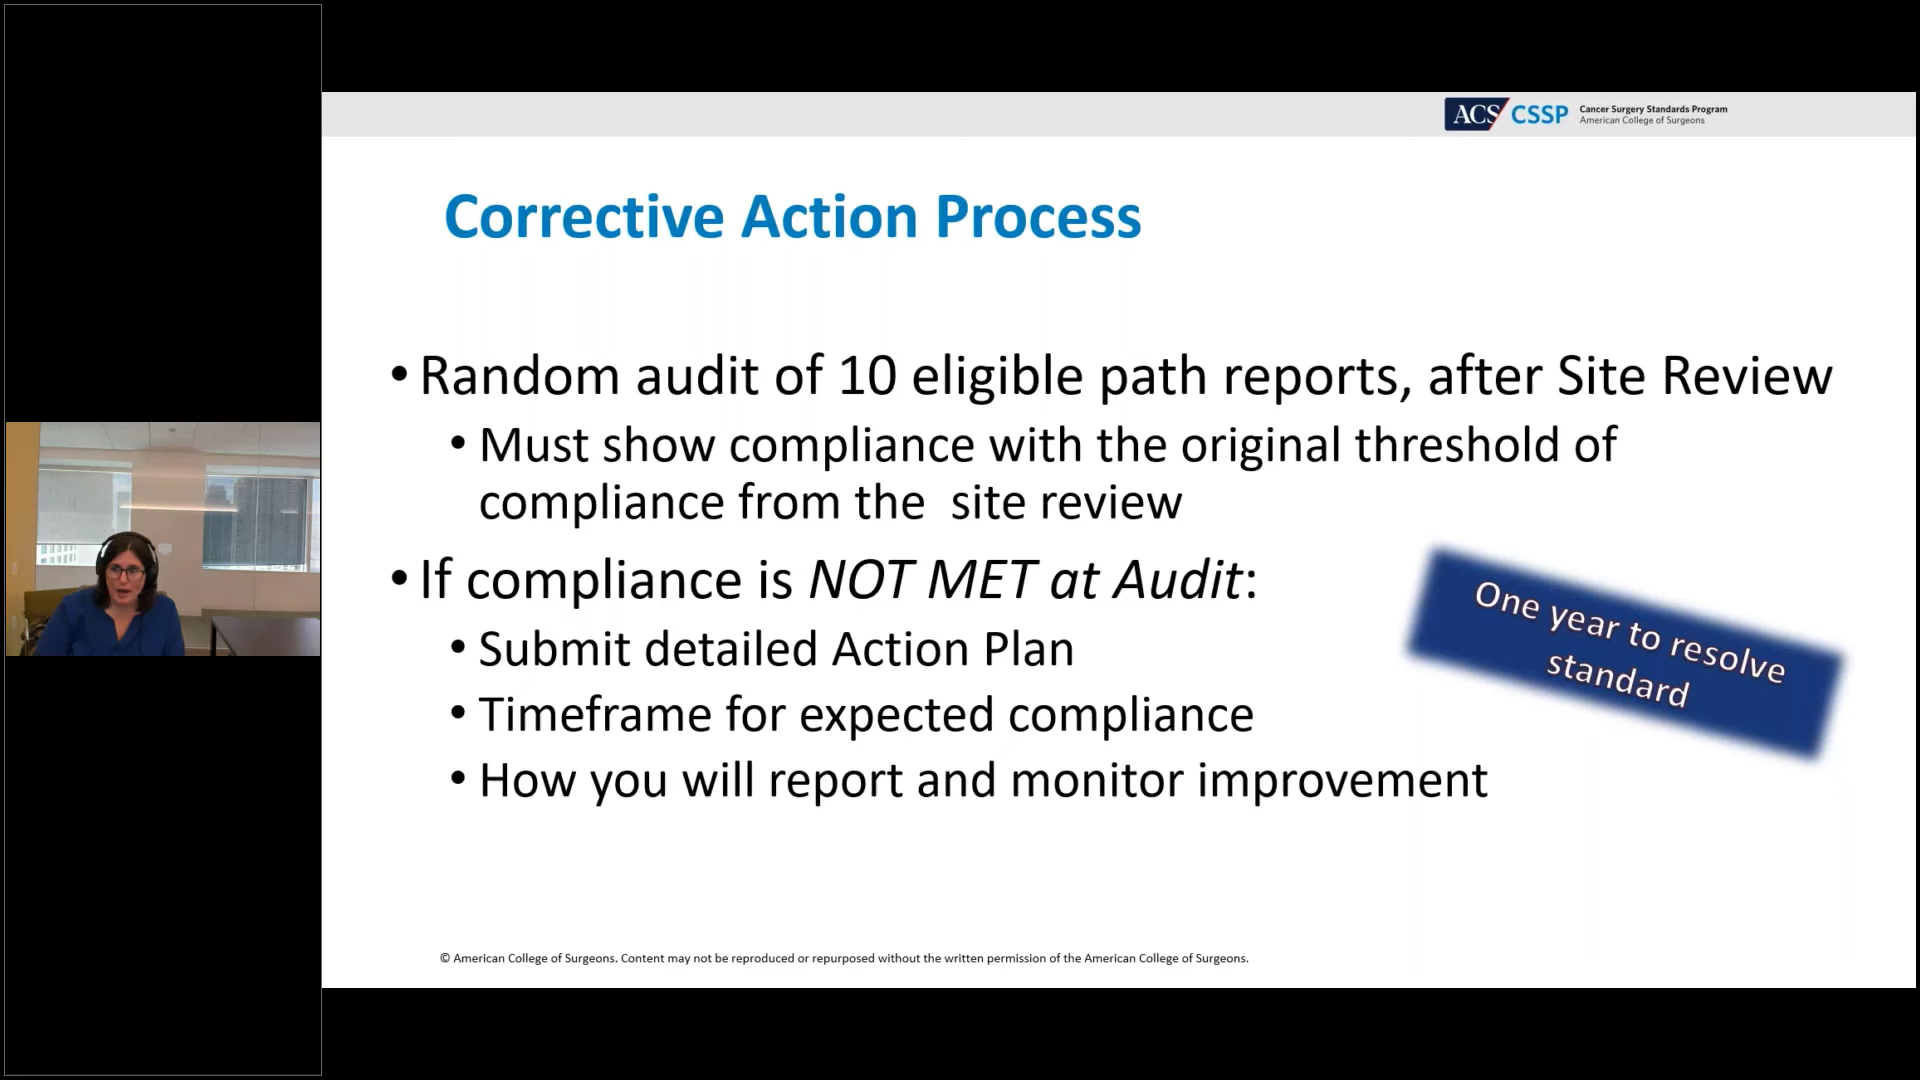 ACS CSSP Cancer Surgery Standards Program
American College of Surgeons
Corrective Action Process
• Random audit of 10 eligible path reports, after Site Review
• Must show compliance with the original threshold of
compliance from the  site review
• If compliance is NOT MET at Audit:
• Submit detailed Action Plan
• Timeframe for expected compliance
• How you will report and monitor improvement
One year to resolve
standard
© American College of Surgeons. Content may not be reproduced or repurposed without the written permission of the American College of Surgeons.